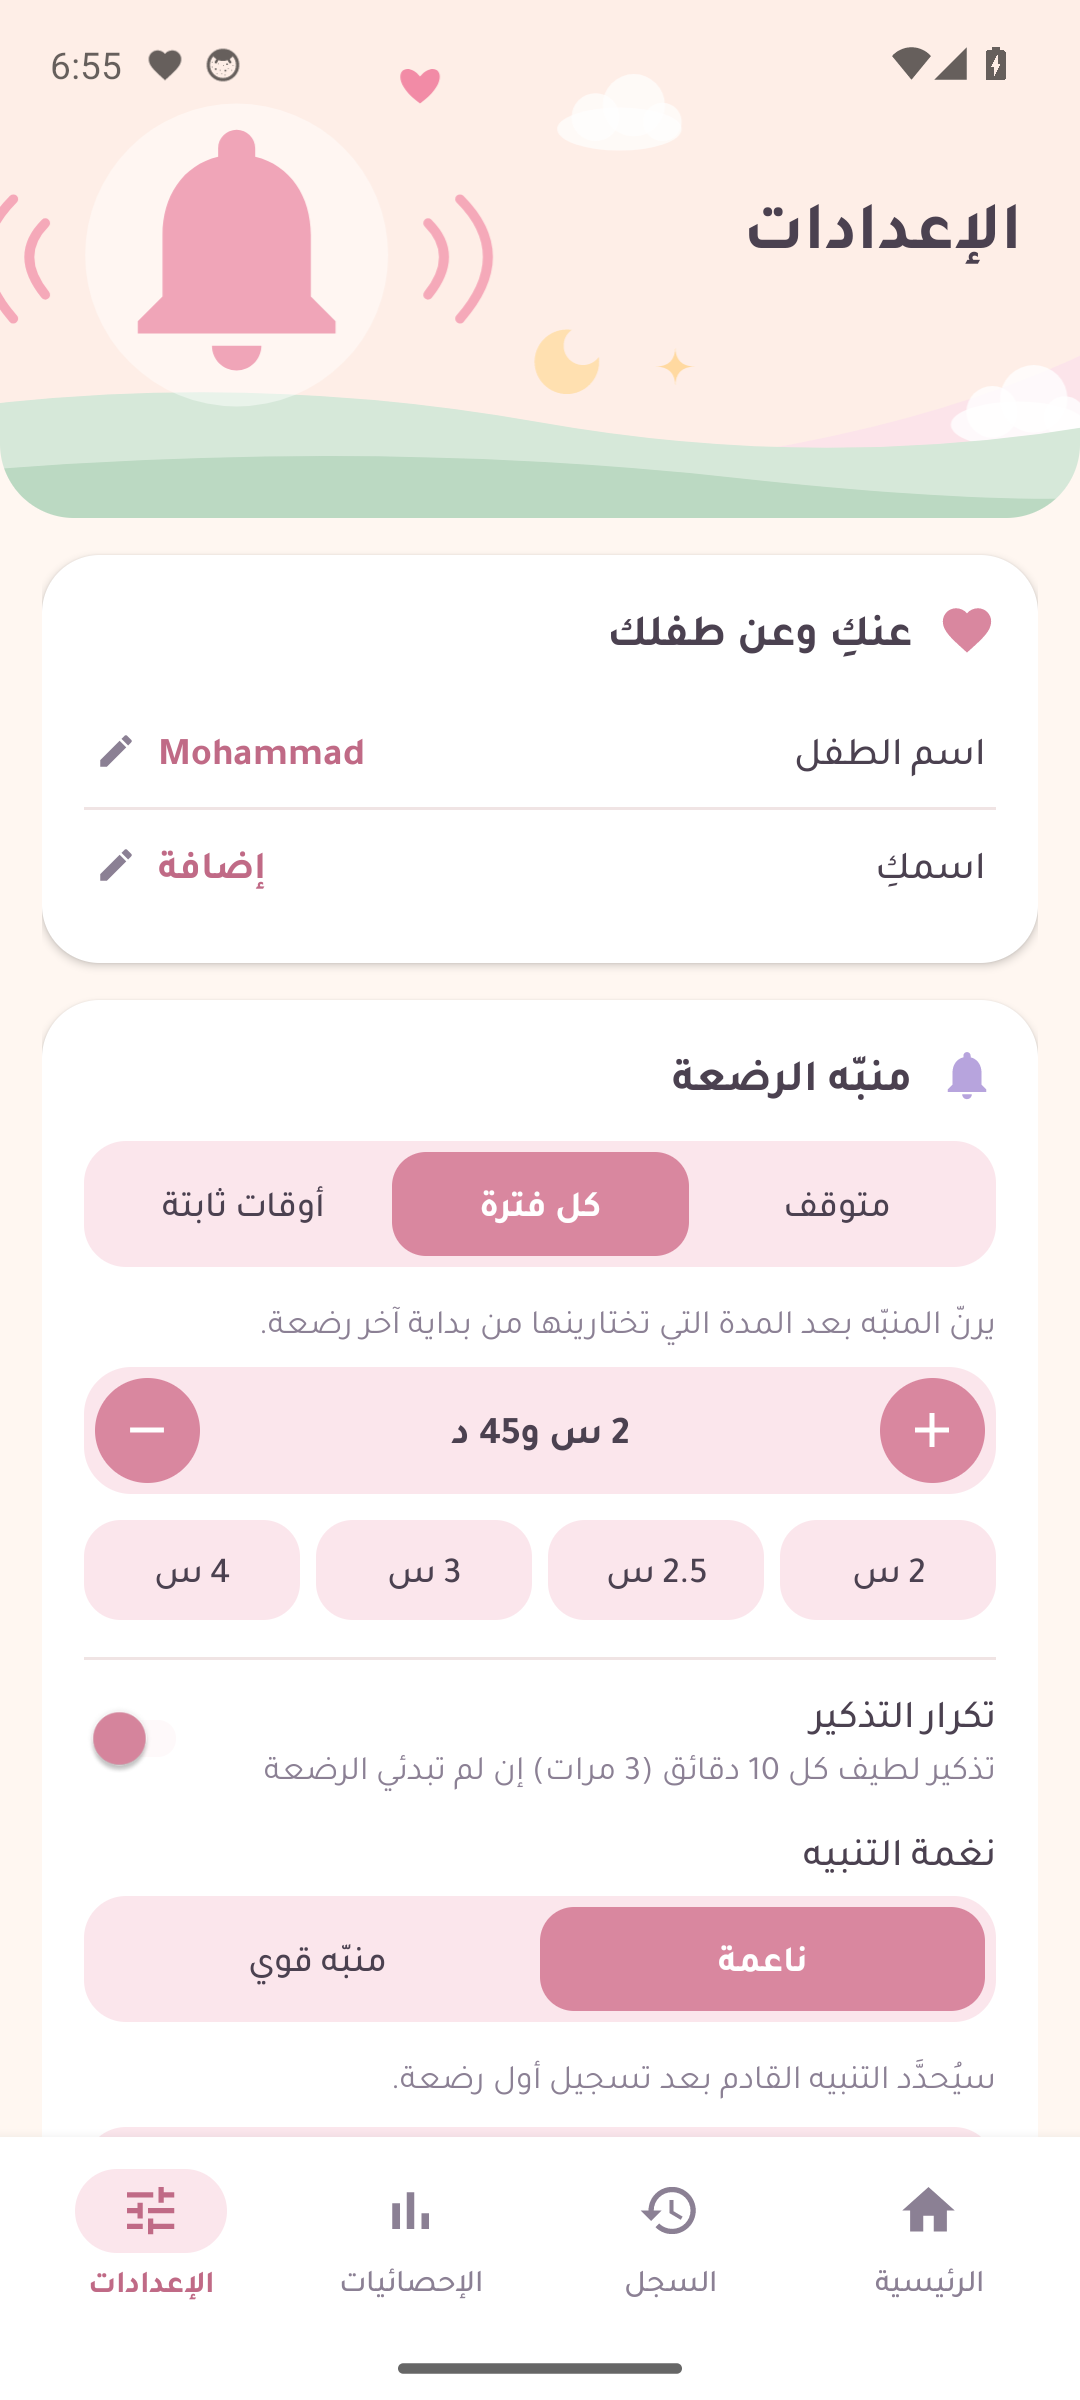 6:55
الإعدادات
عنكِ وعن طفلك
اسم الطفل Mohammad
اسمكِ إضافة
منبّه الرضعة
متوقف كل فترة أوقات ثابتة
يرنّ المنبّه بعد المدة التي تختارينها من بداية آخر رضعة.
+ 2 س و45 د −
2 س 2.5 س 3 س 4 س
تكرار التذكير
تذكير لطيف كل 10 دقائق (3 مرات) إن لم تبدئي الرضعة
نغمة التنبيه
ناعمة منبّه قوي
سيُحدَّد التنبيه القادم بعد تسجيل أول رضعة.
الرئيسية السجل الإحصائيات الإعدادات